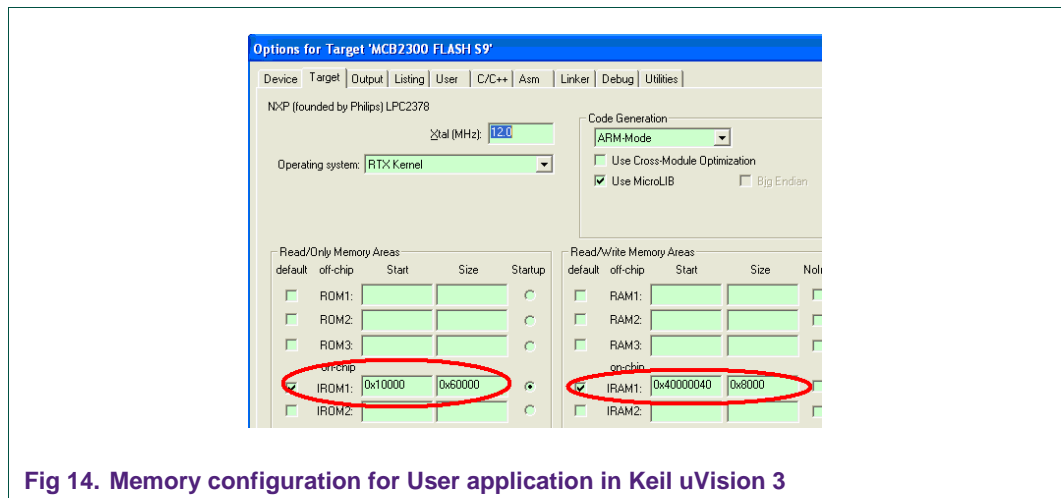 Options for Target 'MCB2300 FLASH S9'
Device Target Output Listing User C/C++ Asm Linker Debug Utilities
NXP (founded by Philips) LPC2378
Xtal (MHz): 12.0
Operating system: RTX Kernel
Code Generation
ARM-Mode
Use Cross-Module Optimization
Use MicroLIB Big Endian
Read/Only Memory Areas
default off-chip Start Size Startup
ROM1:
ROM2:
ROM3:
on-chip
IROM1: 0x10000 0x60000
IROM2:
Read/Write Memory Areas
default off-chip Start Size
RAM1:
RAM2:
RAM3:
on-chip
IRAM1: 0x40000040 0x8000
IRAM2:
Fig 14. Memory configuration for User application in Keil uVision 3